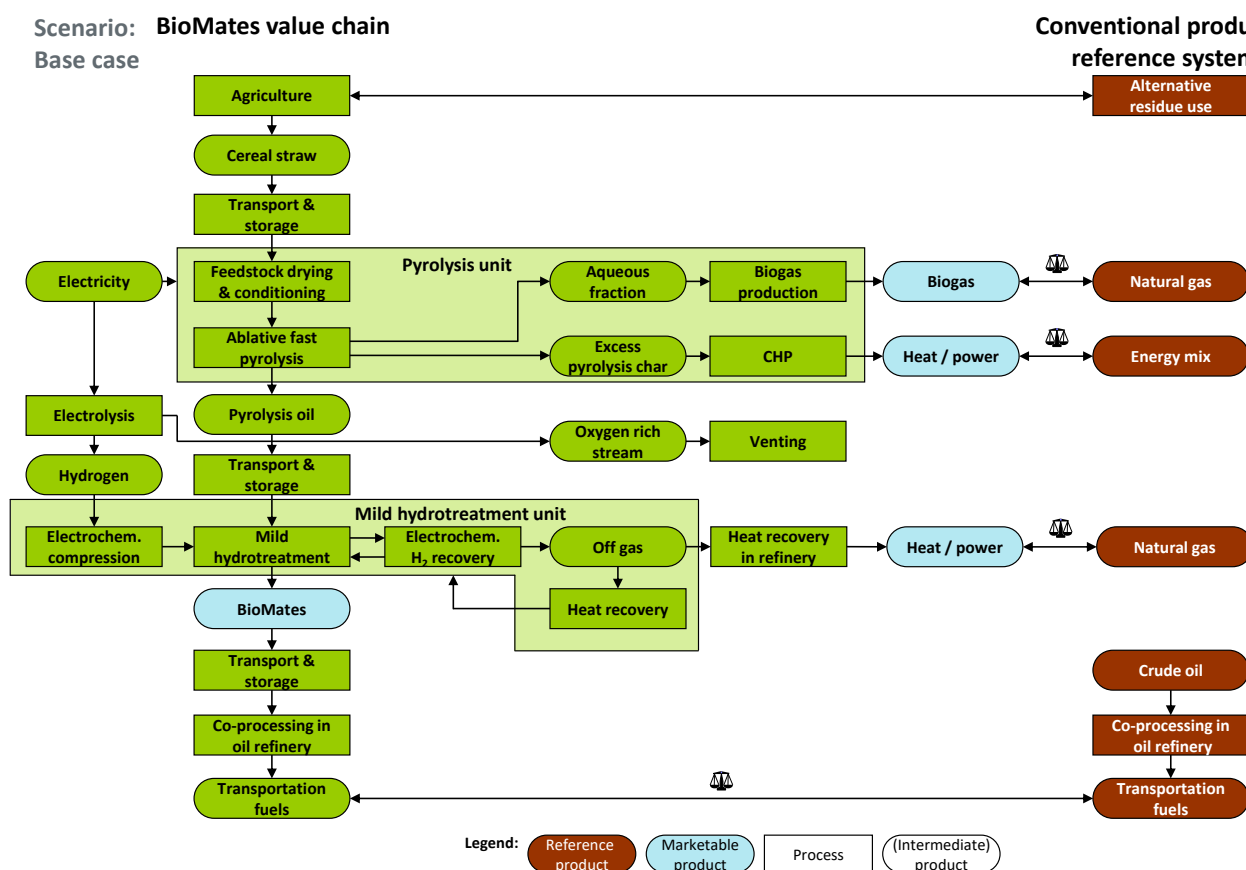 Scenario:
Base case
BioMates value chain
Conventional produ
reference system
Agriculture
Alternative
residue use
Cereal straw
Transport &
storage
Pyrolysis unit
Electricity
Feedstock drying
& conditioning
Aqueous
fraction
Biogas
production
Biogas
Natural gas
Ablative fast
pyrolysis
Excess
pyrolysis char
CHP
Heat / power
Energy mix
Electrolysis
Pyrolysis oil
Oxygen rich
stream
Venting
Hydrogen
Transport &
storage
Mild hydrotreatment unit
Electrochem.
compression
Mild
hydrotreatment
Electrochem.
H₂ recovery
Off gas
Heat recovery
in refinery
Heat / power
Natural gas
BioMates
Heat recovery
Transport &
storage
Crude oil
Co-processing in
oil refinery
Co-processing in
oil refinery
Transportation
fuels
Transportation
fuels
Legend:
Reference
product
Marketable
product
Process
(Intermediate)
product